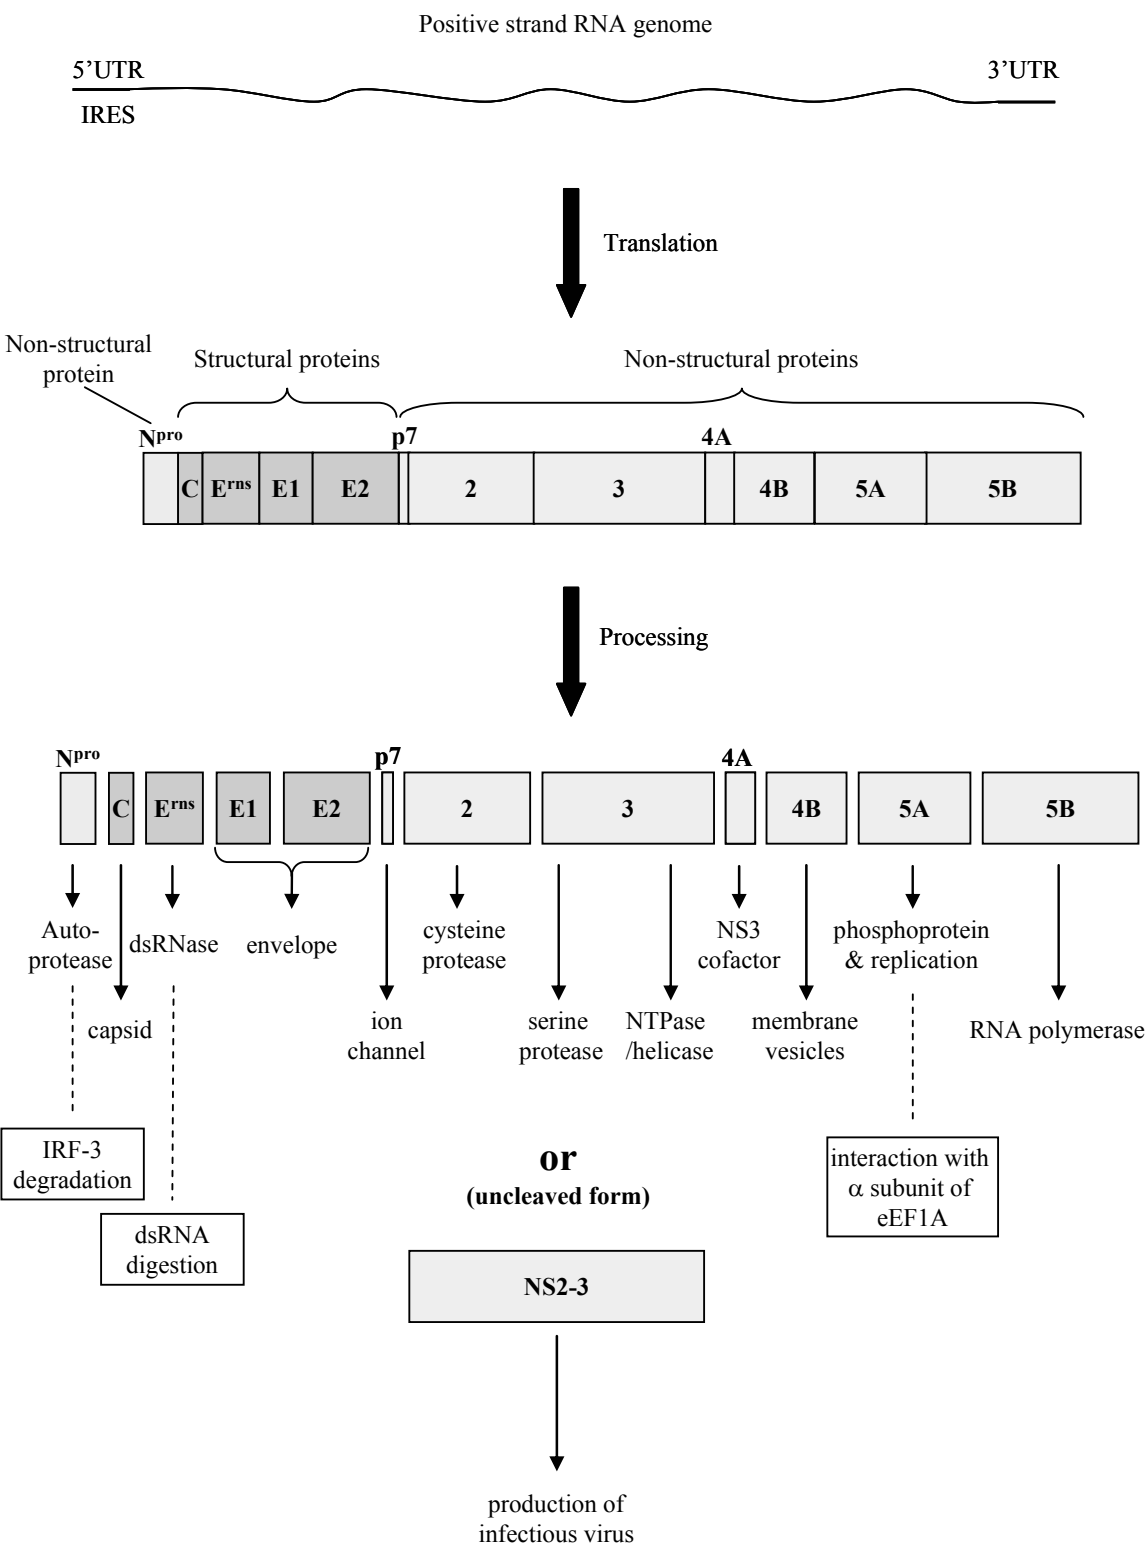 Positive strand RNA genome
5’UTR
3’UTR
IRES
Translation
Non-structural
protein
Structural proteins
Non-structural proteins
Npro
p7
4A
C
Erns
E1
E2
2
3
4B
5A
5B
Processing
Npro
p7
4A
C
Erns
E1
E2
2
3
4B
5A
5B
Auto-
protease
dsRNase
envelope
cysteine
protease
NS3
cofactor
phosphoprotein
& replication
capsid
ion
channel
serine
protease
NTPase
/helicase
membrane
vesicles
RNA polymerase
IRF-3
degradation
dsRNA
digestion
or
(uncleaved form)
interaction with
α subunit of
eEF1A
NS2-3
production of
infectious virus